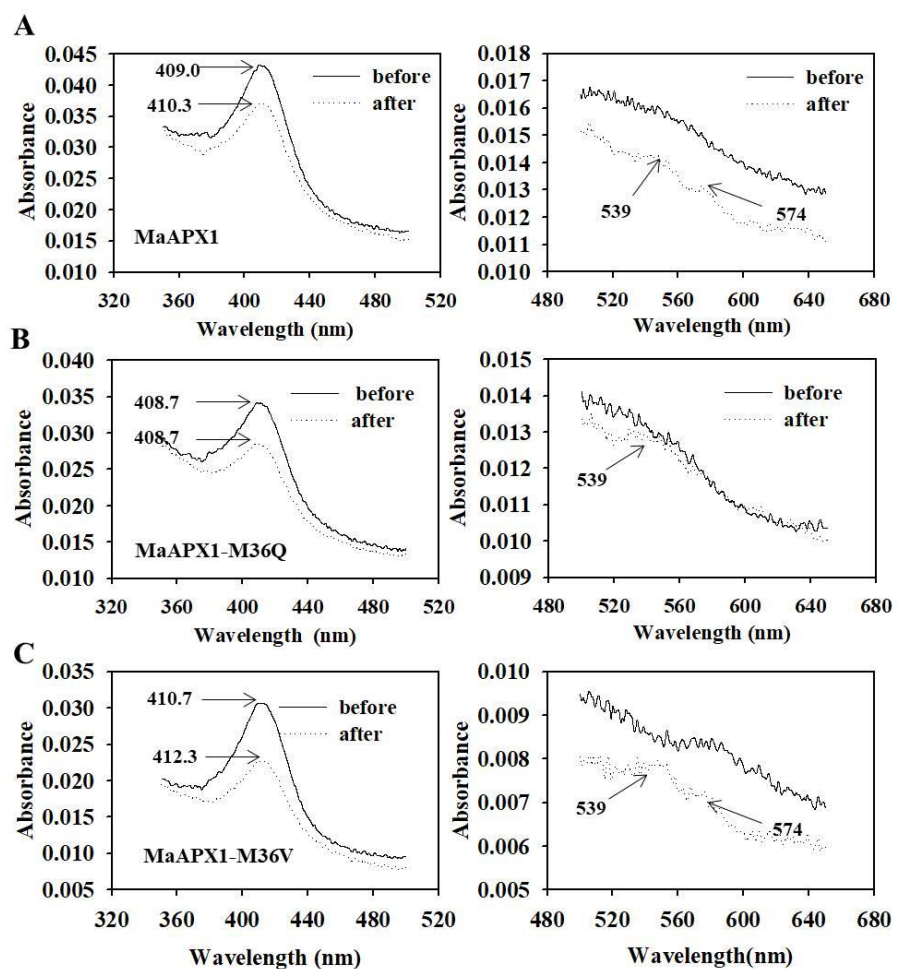 A
0.045
0.040
0.035
0.030
0.025
0.020
0.015
0.010
Absorbance
409.0
410.3
before
after
MaAPX1
320 360 400 440 480 520
Wavelength (nm)
0.018
0.017
0.016
0.015
0.014
0.013
0.012
0.011
0.010
Absorbance
before
after
539
574
480 520 560 600 640 680
Wavelength (nm)
B
0.040
0.035
0.030
0.025
0.020
0.015
0.010
Absorbance
408.7
408.7
before
after
MaAPX1-M36Q
320 360 400 440 480 520
Wavelength (nm)
0.015
0.014
0.013
0.012
0.011
0.010
0.009
Absorbance
before
after
539
480 520 560 600 640 680
Wavelength (nm)
C
0.035
0.030
0.025
0.020
0.015
0.010
0.005
Absorbance
410.7
412.3
before
after
MaAPX1-M36V
320 360 400 440 480 520
Wavelength (nm)
0.010
0.009
0.008
0.007
0.006
0.005
Absorbance
before
after
539
574
480 520 560 600 640 680
Wavelength(nm)